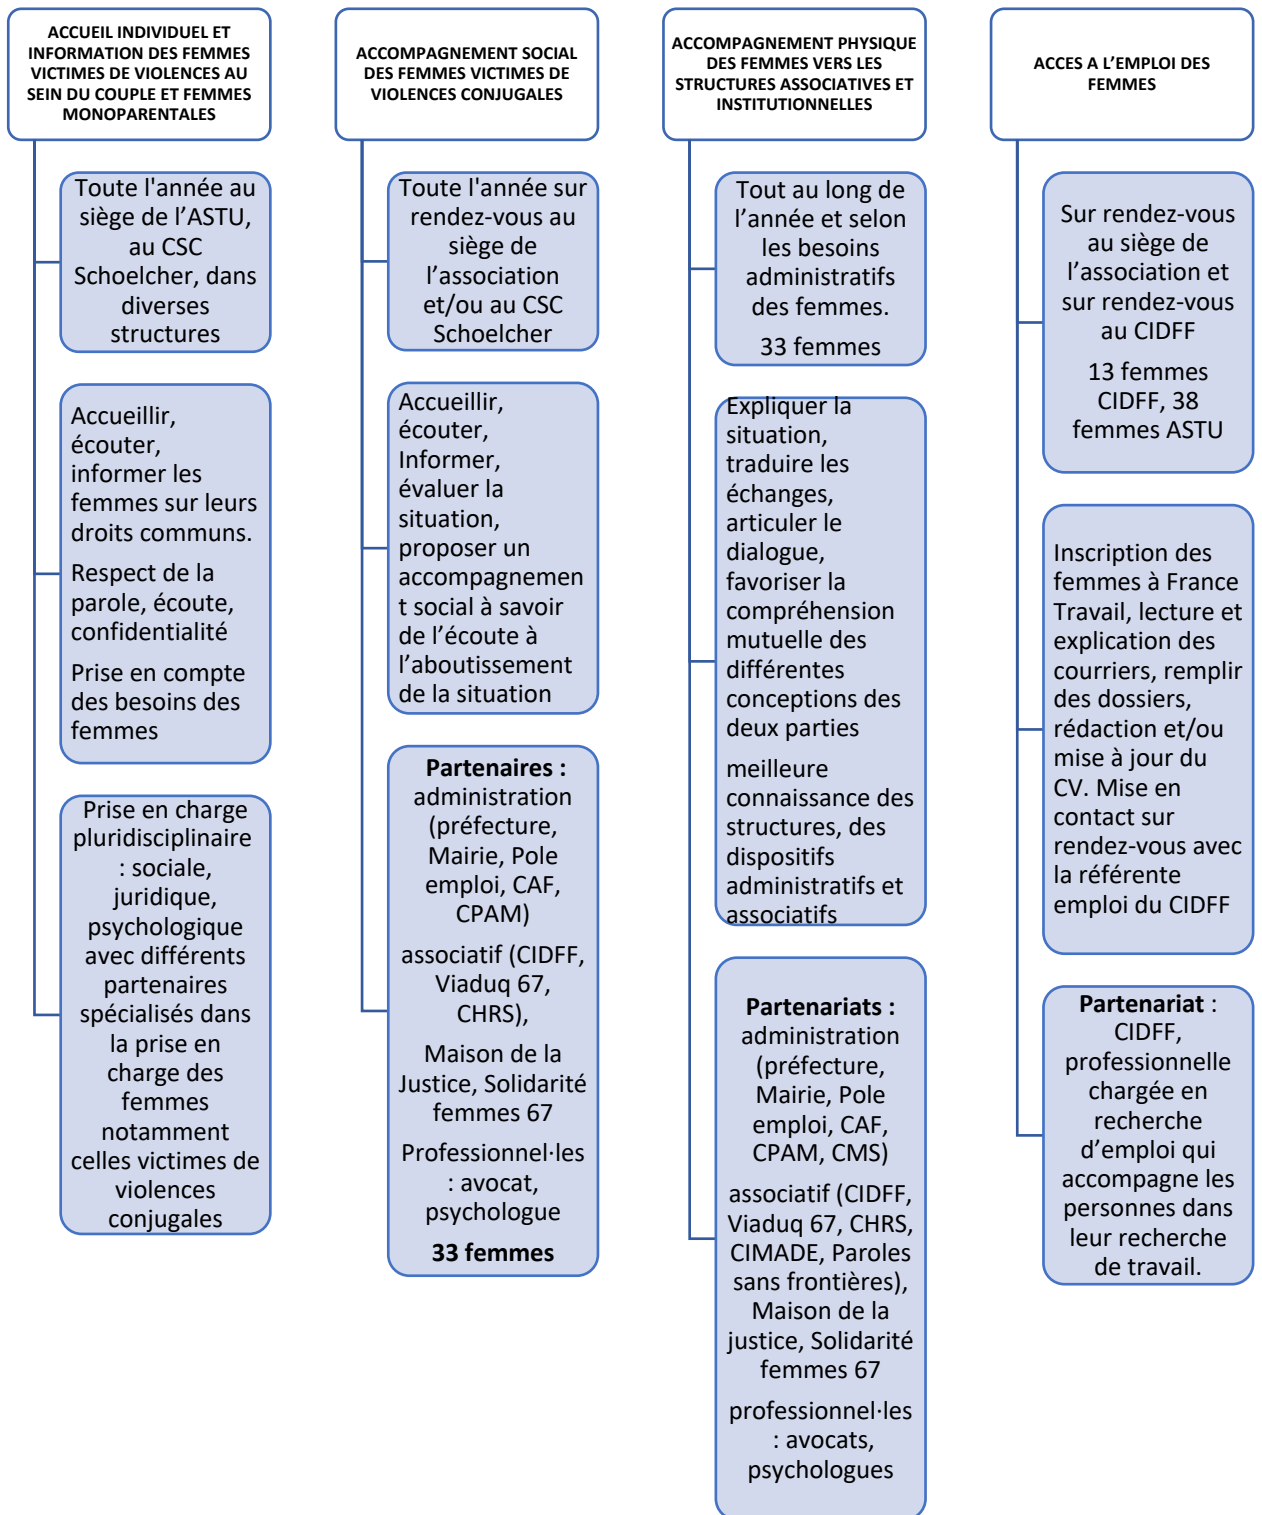 ACCUEIL INDIVIDUEL ET
INFORMATION DES FEMMES
VICTIMES DE VIOLENCES AU
SEIN DU COUPLE ET FEMMES
MONOPARENTALES
Toute l'année au
siège de l’ASTU,
au CSC
Schoelcher, dans
diverses
structures
Accueillir,
écouter,
informer les
femmes sur leurs
droits communs.
Respect de la
parole, écoute,
confidentialité
Prise en compte
des besoins des
femmes
Prise en charge
pluridisciplinaire
: sociale,
juridique,
psychologique
avec différents
partenaires
spécialisés dans
la prise en
charge des
femmes
notamment
celles victimes de
violences
conjugales
ACCOMPAGNEMENT SOCIAL
DES FEMMES VICTIMES DE
VIOLENCES CONJUGALES
Toute l'année sur
rendez-vous au
siège de
l’association
et/ou au CSC
Schoelcher
Accueillir,
écouter,
Informer,
évaluer la
situation,
proposer un
accompagnemen
t social à savoir
de l’écoute à
l’aboutissement
de la situation
Partenaires :
administration
(préfecture,
Mairie, Pole
emploi, CAF,
CPAM)
associatif (CIDFF,
Viaduq 67,
CHRS),
Maison de la
Justice, Solidarité
femmes 67
Professionnel·les
: avocat,
psychologue
33 femmes
ACCOMPAGNEMENT PHYSIQUE
DES FEMMES VERS LES
STRUCTURES ASSOCIATIVES ET
INSTITUTIONNELLES
Tout au long de
l’année et selon
les besoins
administratifs
des femmes.
33 femmes
Expliquer la
situation,
traduire les
échanges,
articuler le
dialogue,
favoriser la
compréhension
mutuelle des
différentes
conceptions des
deux parties
meilleure
connaissance des
structures, des
dispositifs
administratifs et
associatifs
Partenariats :
administration
(préfecture,
Mairie, Pole
emploi, CAF,
CPAM, CMS)
associatif (CIDFF,
Viaduq 67, CHRS,
CIMADE, Paroles
sans frontières),
Maison de la
justice, Solidarité
femmes 67
professionnel·les
: avocats,
psychologues
ACCES A L’EMPLOI DES
FEMMES
Sur rendez-vous
au siège de
l’association et
sur rendez-vous
au CIDFF
13 femmes
CIDFF, 38
femmes ASTU
Inscription des
femmes à France
Travail, lecture et
explication des
courriers, remplir
des dossiers,
rédaction et/ou
mise à jour du
CV. Mise en
contact sur
rendez-vous avec
la référente
emploi du CIDFF
Partenariat :
CIDFF,
professionnelle
chargée en
recherche
d’emploi qui
accompagne les
personnes dans
leur recherche
de travail.